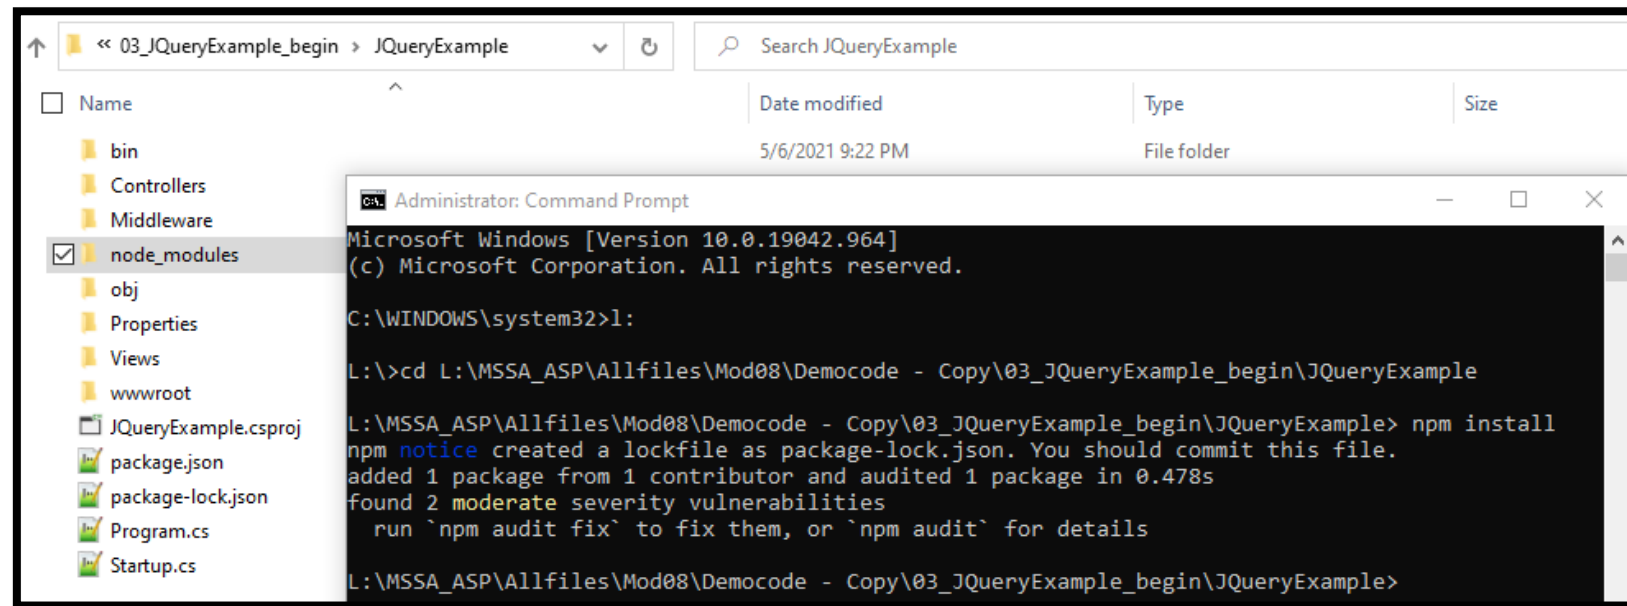 « 03_JQueryExample_begin > JQueryExample Search JQueryExample
Name Date modified Type Size
bin 5/6/2021 9:22 PM File folder
Controllers
Middleware
node_modules
obj
Properties
Views
wwwroot
JQueryExample.csproj
package.json
package-lock.json
Program.cs
Startup.cs
C:\. Administrator: Command Prompt
Microsoft Windows [Version 10.0.19042.964]
(c) Microsoft Corporation. All rights reserved.
C:\WINDOWS\system32>l:
L:\>cd L:\MSSA_ASP\Allfiles\Mod08\Democode - Copy\03_JQueryExample_begin\JQueryExample
L:\MSSA_ASP\Allfiles\Mod08\Democode - Copy\03_JQueryExample_begin\JQueryExample> npm install
npm notice created a lockfile as package-lock.json. You should commit this file.
added 1 package from 1 contributor and audited 1 package in 0.478s
found 2 moderate severity vulnerabilities
run `npm audit fix` to fix them, or `npm audit` for details
L:\MSSA_ASP\Allfiles\Mod08\Democode - Copy\03_JQueryExample_begin\JQueryExample>